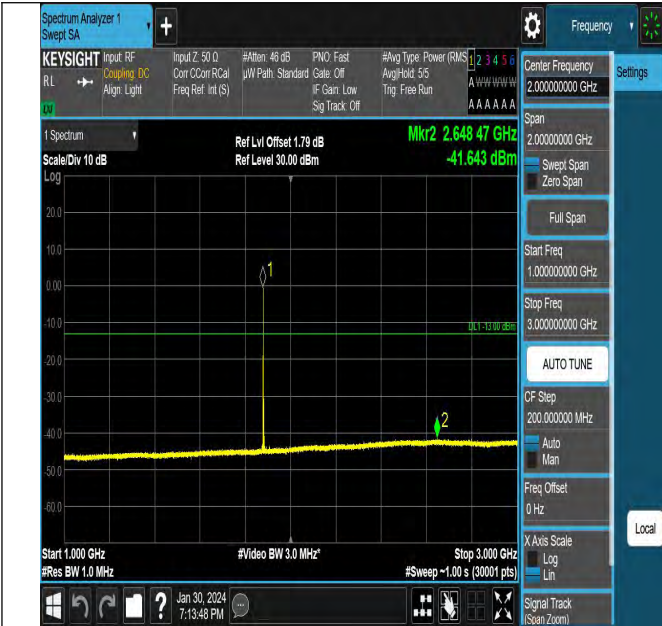 Spectrum Analyzer 1
Swept SA
Frequency
KEYSIGHT
RL
Input: RF
Coupling: DC
Align: Light
Input Z: 50 Ω
Corr CCorr RCal
Freq Ref: Int (S)
#Atten: 46 dB
µW Path: Standard
PNO: Fast
Gate: Off
IF Gain: Low
Sig Track: Off
#Avg Type: Power (RMS
Avg|Hold: 5/5
Trig: Free Run
1 2 3 4 5 6
A W W W W W
A A A A A A
1 Spectrum
Scale/Div 10 dB
Log
Ref Lvl Offset 1.79 dB
Ref Level 30.00 dBm
Mkr2 2.648 47 GHz
-41.643 dBm
20.0
10.0
0.00
-10.0
-20.0
-30.0
-40.0
-50.0
-60.0
1
DL1 -13.00 dBm
2
Start 1.000 GHz
#Res BW 1.0 MHz
#Video BW 3.0 MHz*
Stop 3.000 GHz
#Sweep ~1.00 s (30001 pts)
Jan 30, 2024
7:13:48 PM
?
Center Frequency
2.000000000 GHz
Settings
Span
2.00000000 GHz
Swept Span
Zero Span
Full Span
Start Freq
1.000000000 GHz
Stop Freq
3.000000000 GHz
AUTO TUNE
CF Step
200.000000 MHz
Auto
Man
Freq Offset
0 Hz
X Axis Scale
Log
Lin
Local
Signal Track
(Span Zoom)